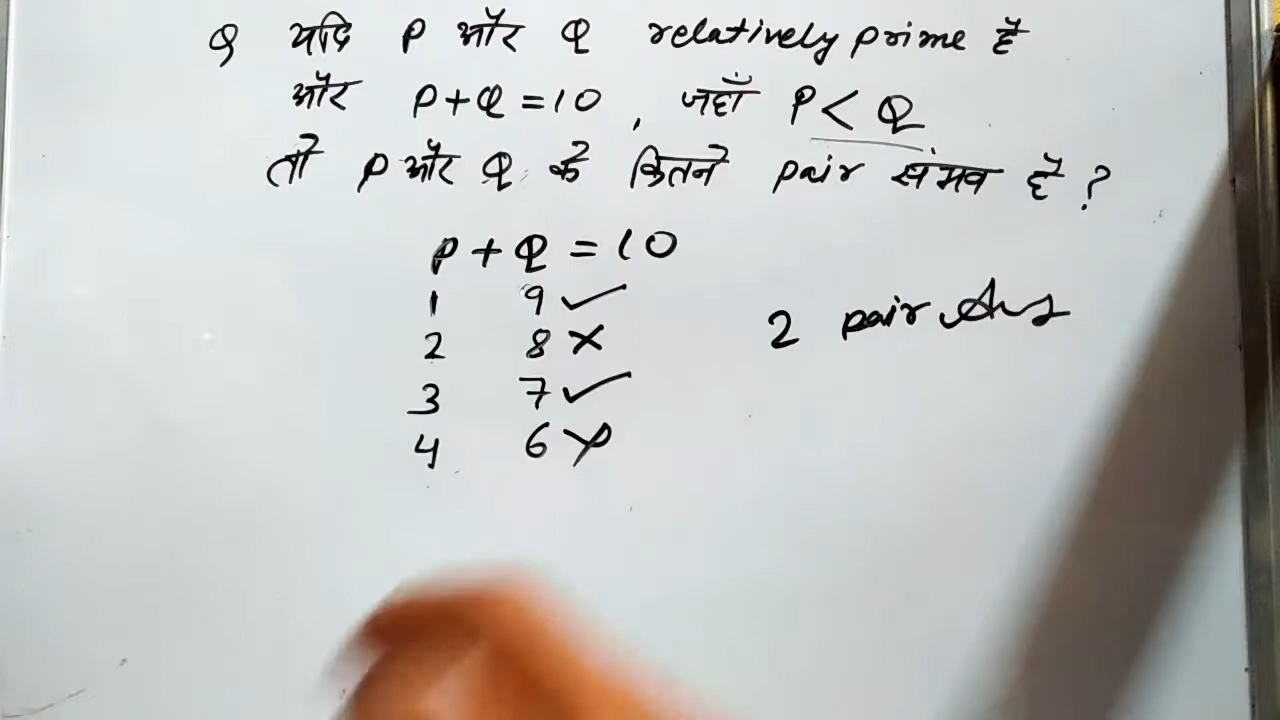 Q यदि P और Q relatively prime है
और P+Q=10, जहाँ P<Q
तो P और Q के कितने pair संभव है ?
P + Q = 10
1 9 ✓
2 8 ×
3 7 ✓
4 6 ×
2 pair Ans